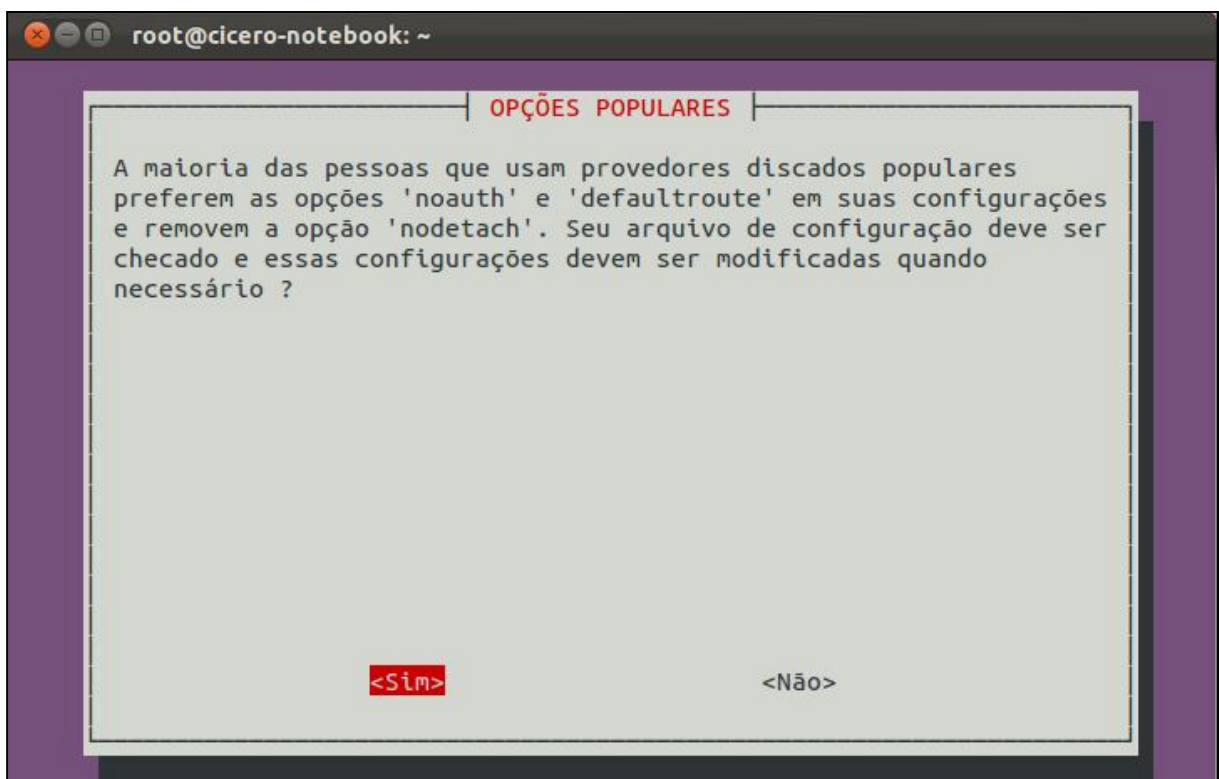 root@cicero-notebook: ~
OPÇÕES POPULARES
A maioria das pessoas que usam provedores discados populares
preferem as opções 'noauth' e 'defaultroute' em suas configurações
e removem a opção 'nodetach'. Seu arquivo de configuração deve ser
checado e essas configurações devem ser modificadas quando
necessário ?
<Sim> <Não>